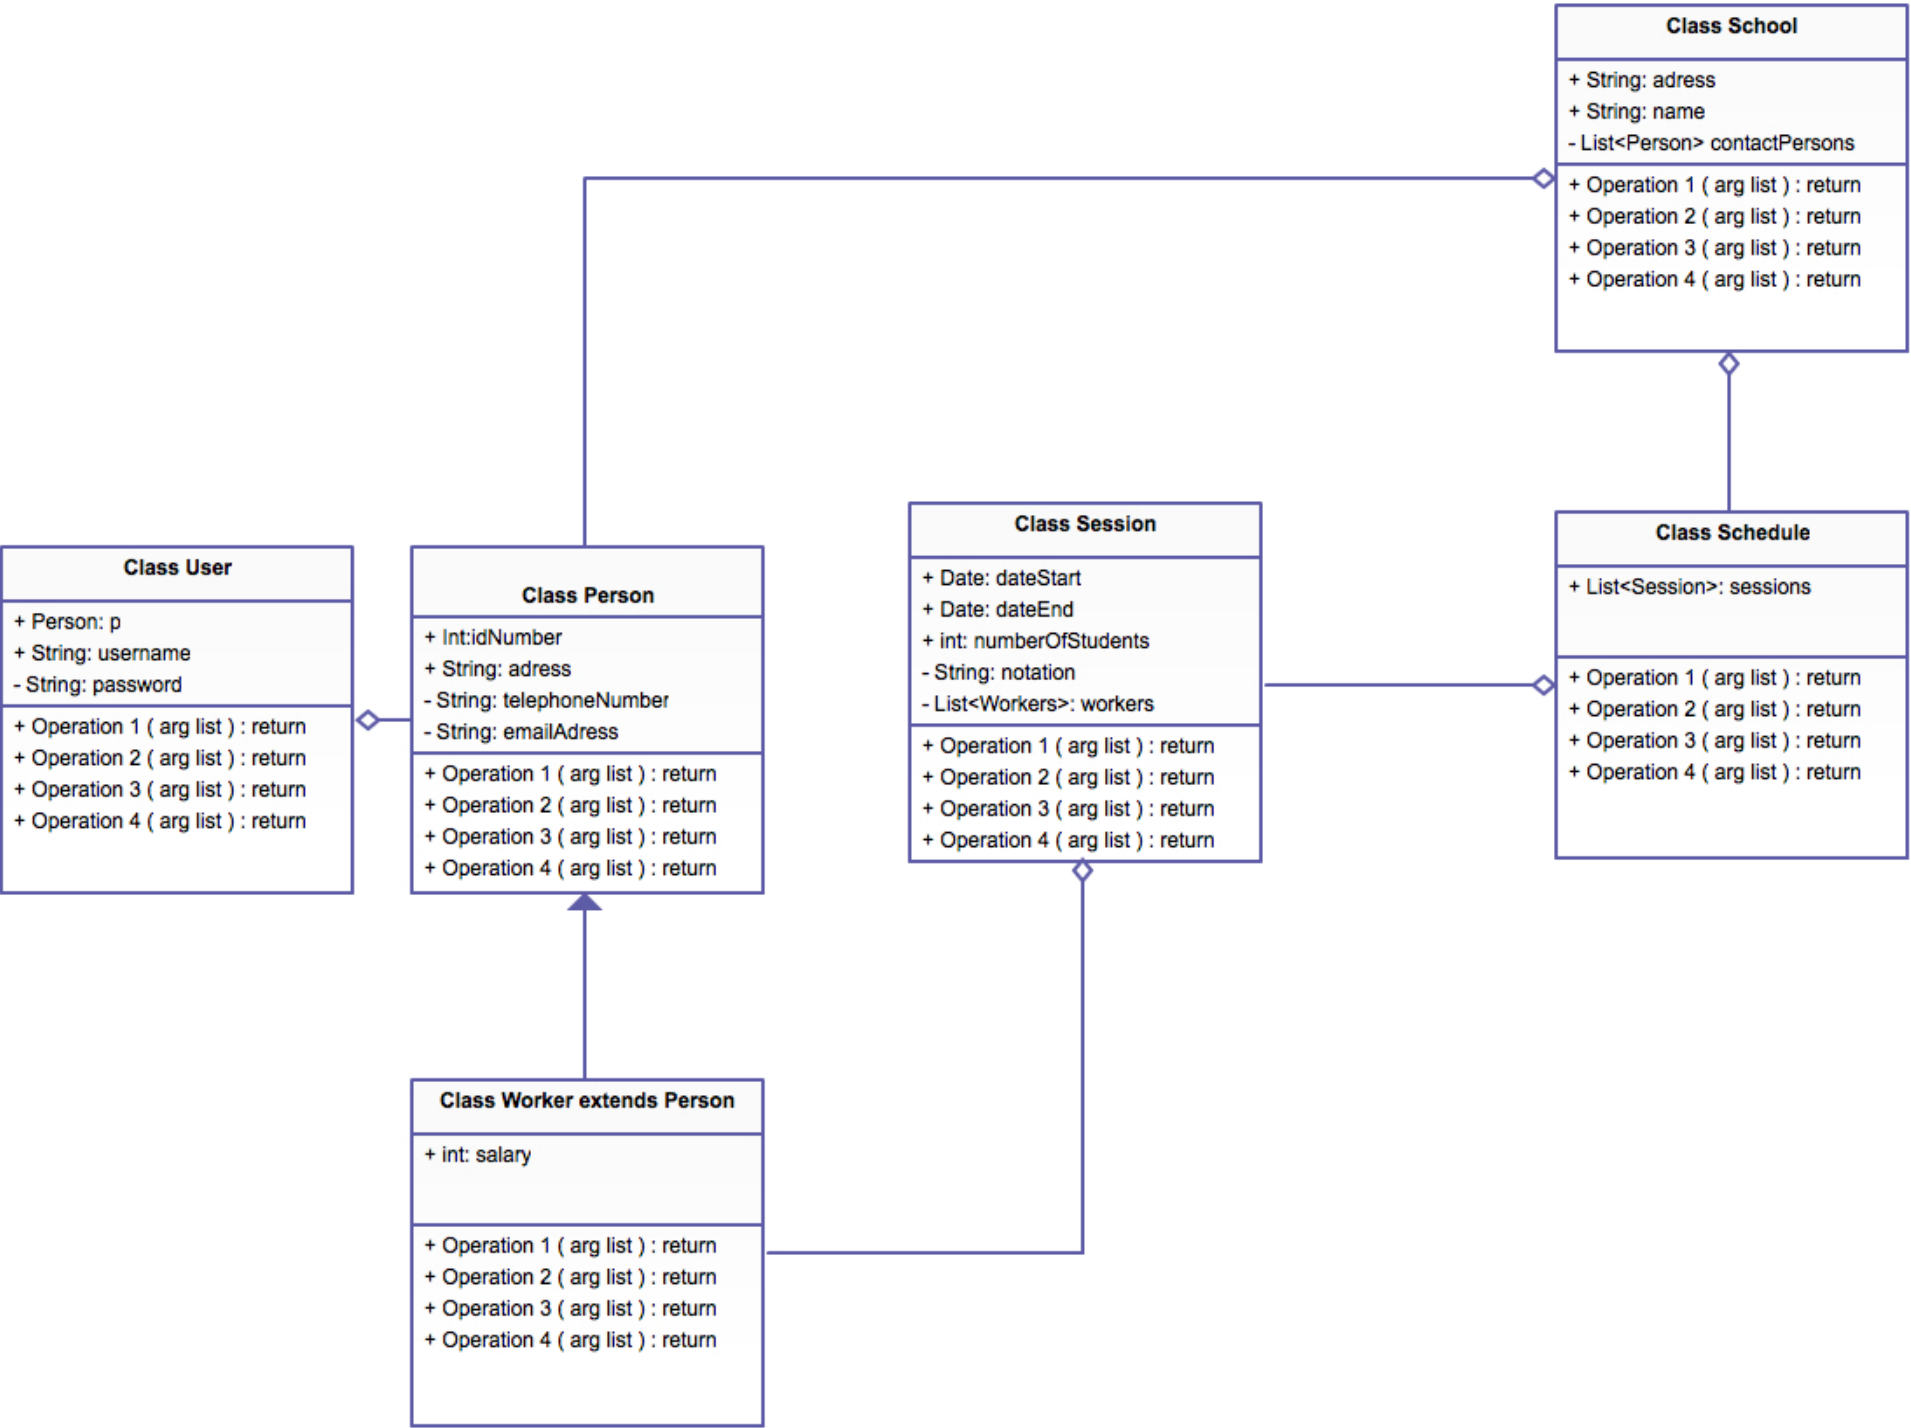 Class School
+ String: adress
+ String: name
- List<Person> contactPersons
+ Operation 1 ( arg list ) : return
+ Operation 2 ( arg list ) : return
+ Operation 3 ( arg list ) : return
+ Operation 4 ( arg list ) : return
Class User
+ Person: p
+ String: username
- String: password
+ Operation 1 ( arg list ) : return
+ Operation 2 ( arg list ) : return
+ Operation 3 ( arg list ) : return
+ Operation 4 ( arg list ) : return
Class Person
+ Int:idNumber
+ String: adress
- String: telephoneNumber
- String: emailAdress
+ Operation 1 ( arg list ) : return
+ Operation 2 ( arg list ) : return
+ Operation 3 ( arg list ) : return
+ Operation 4 ( arg list ) : return
Class Session
+ Date: dateStart
+ Date: dateEnd
+ int: numberOfStudents
- String: notation
- List<Workers>: workers
+ Operation 1 ( arg list ) : return
+ Operation 2 ( arg list ) : return
+ Operation 3 ( arg list ) : return
+ Operation 4 ( arg list ) : return
Class Schedule
+ List<Session>: sessions
+ Operation 1 ( arg list ) : return
+ Operation 2 ( arg list ) : return
+ Operation 3 ( arg list ) : return
+ Operation 4 ( arg list ) : return
Class Worker extends Person
+ int: salary
+ Operation 1 ( arg list ) : return
+ Operation 2 ( arg list ) : return
+ Operation 3 ( arg list ) : return
+ Operation 4 ( arg list ) : return